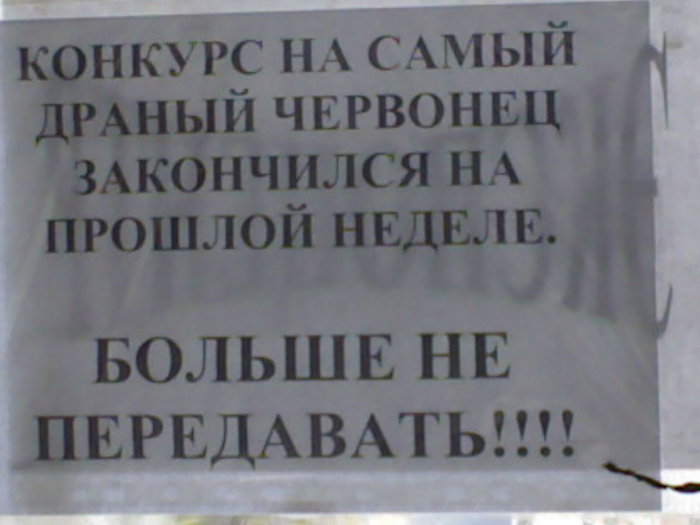 КОНКУРС НА САМЫЙ
ДРАНЫЙ ЧЕРВОНЕЦ
ЗАКОНЧИЛСЯ НА
ПРОШЛОЙ НЕДЕЛЕ.
БОЛЬШЕ НЕ
ПЕРЕДАВАТЬ!!!!